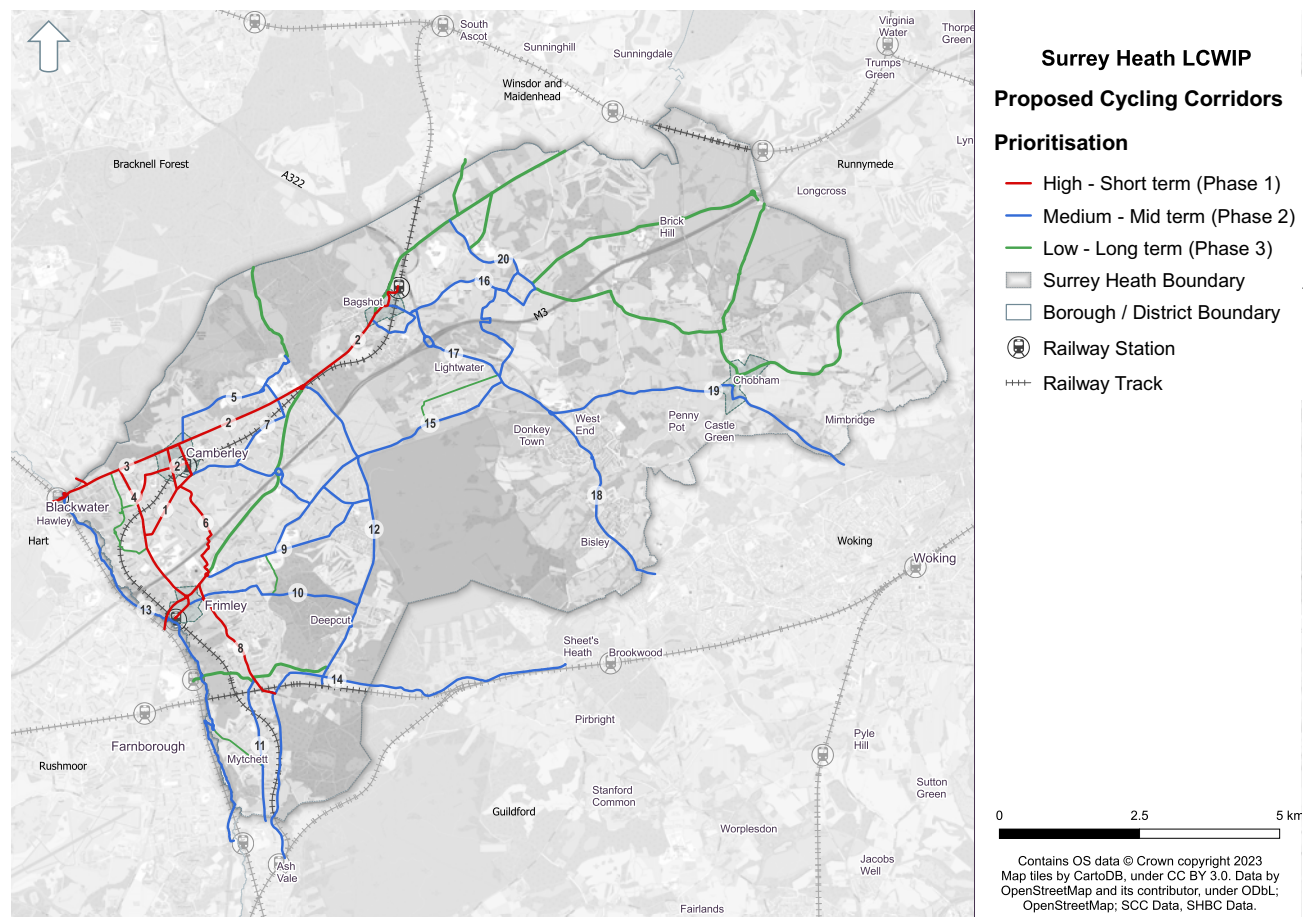 South
Ascot
Sunninghill
Sunningdale
Virginia
Water
Thorpe
Green
Trumps
Green
Winsdor and
Maidenhead
Lyn
Bracknell Forest
A322
Runnymede
Longcross
Brick
Hill
20
16
Bagshot
M3
2
17
Lightwater
Chobham
19
5
2
7
15
West
End
Penny
Pot
Castle
Green
Mimbridge
Donkey
Town
Camberley
3
2
4
1
6
18
Blackwater
Hawley
Hart
12
9
Bisley
Woking
Woking
10
13
Frimley
Deepcut
8
Sheet's
Heath
Brookwood
14
Pirbright
Farnborough
11
Mytchett
Rushmoor
Pyle
Hill
Stanford
Common
Sutton
Green
Guildford
Worplesdon
Ash
Vale
Jacobs
Well
Fairlands
Surrey Heath LCWIP
Proposed Cycling Corridors
Prioritisation
High - Short term (Phase 1)
Medium - Mid term (Phase 2)
Low - Long term (Phase 3)
Surrey Heath Boundary
Borough / District Boundary
Railway Station
Railway Track
0 2.5 5 km
Contains OS data © Crown copyright 2023
Map tiles by CartoDB, under CC BY 3.0. Data by
OpenStreetMap and its contributor, under ODbL;
OpenStreetMap; SCC Data, SHBC Data.